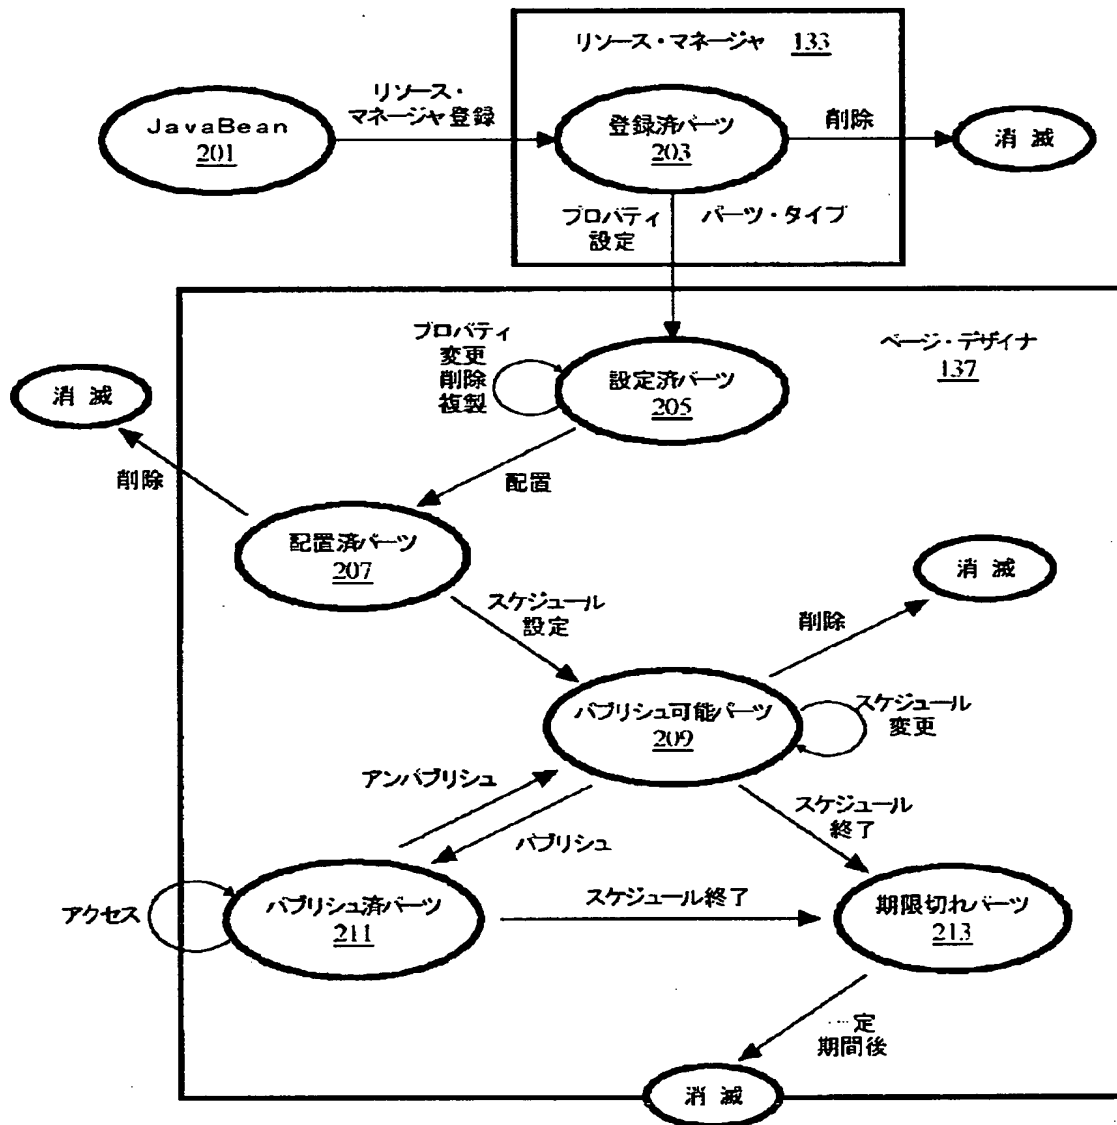 リソース・マネージャ 133
リソース・
マネージャ登録
JavaBean
201
登録済パーツ
203
削除
消 滅
プロパティ
設定
パーツ・タイプ
ページ・デザイナ
137
プロパティ
変更
削除
複製
設定済パーツ
205
消 滅
削除
配置
配置済パーツ
207
スケジュール
設定
消 滅
削除
パブリシュ可能パーツ
209
スケジュール
変更
アンパブリシュ
パブリシュ
スケジュール
終了
アクセス
パブリシュ済パーツ
211
スケジュール終了
期限切れパーツ
213
一定
期間後
消 滅